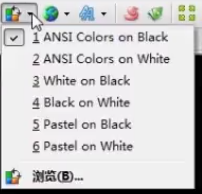 1 ANSI Colors on Black
2 ANSI Colors on White
3 White on Black
4 Black on White
5 Pastel on Black
6 Pastel on White
浏览(B)...